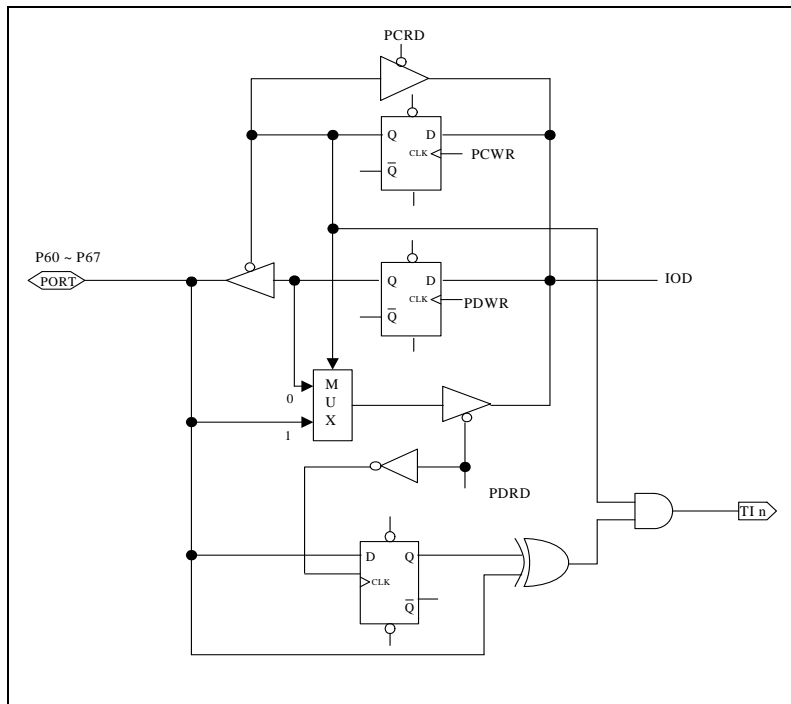 PCRD
Q D
CLK
PCWR
Q̅
P60 ~ P67
PORT
Q D
CLK
PDWR
Q̅
IOD
0
1
M
U
X
PDRD
TI n
D Q
CLK
Q̅